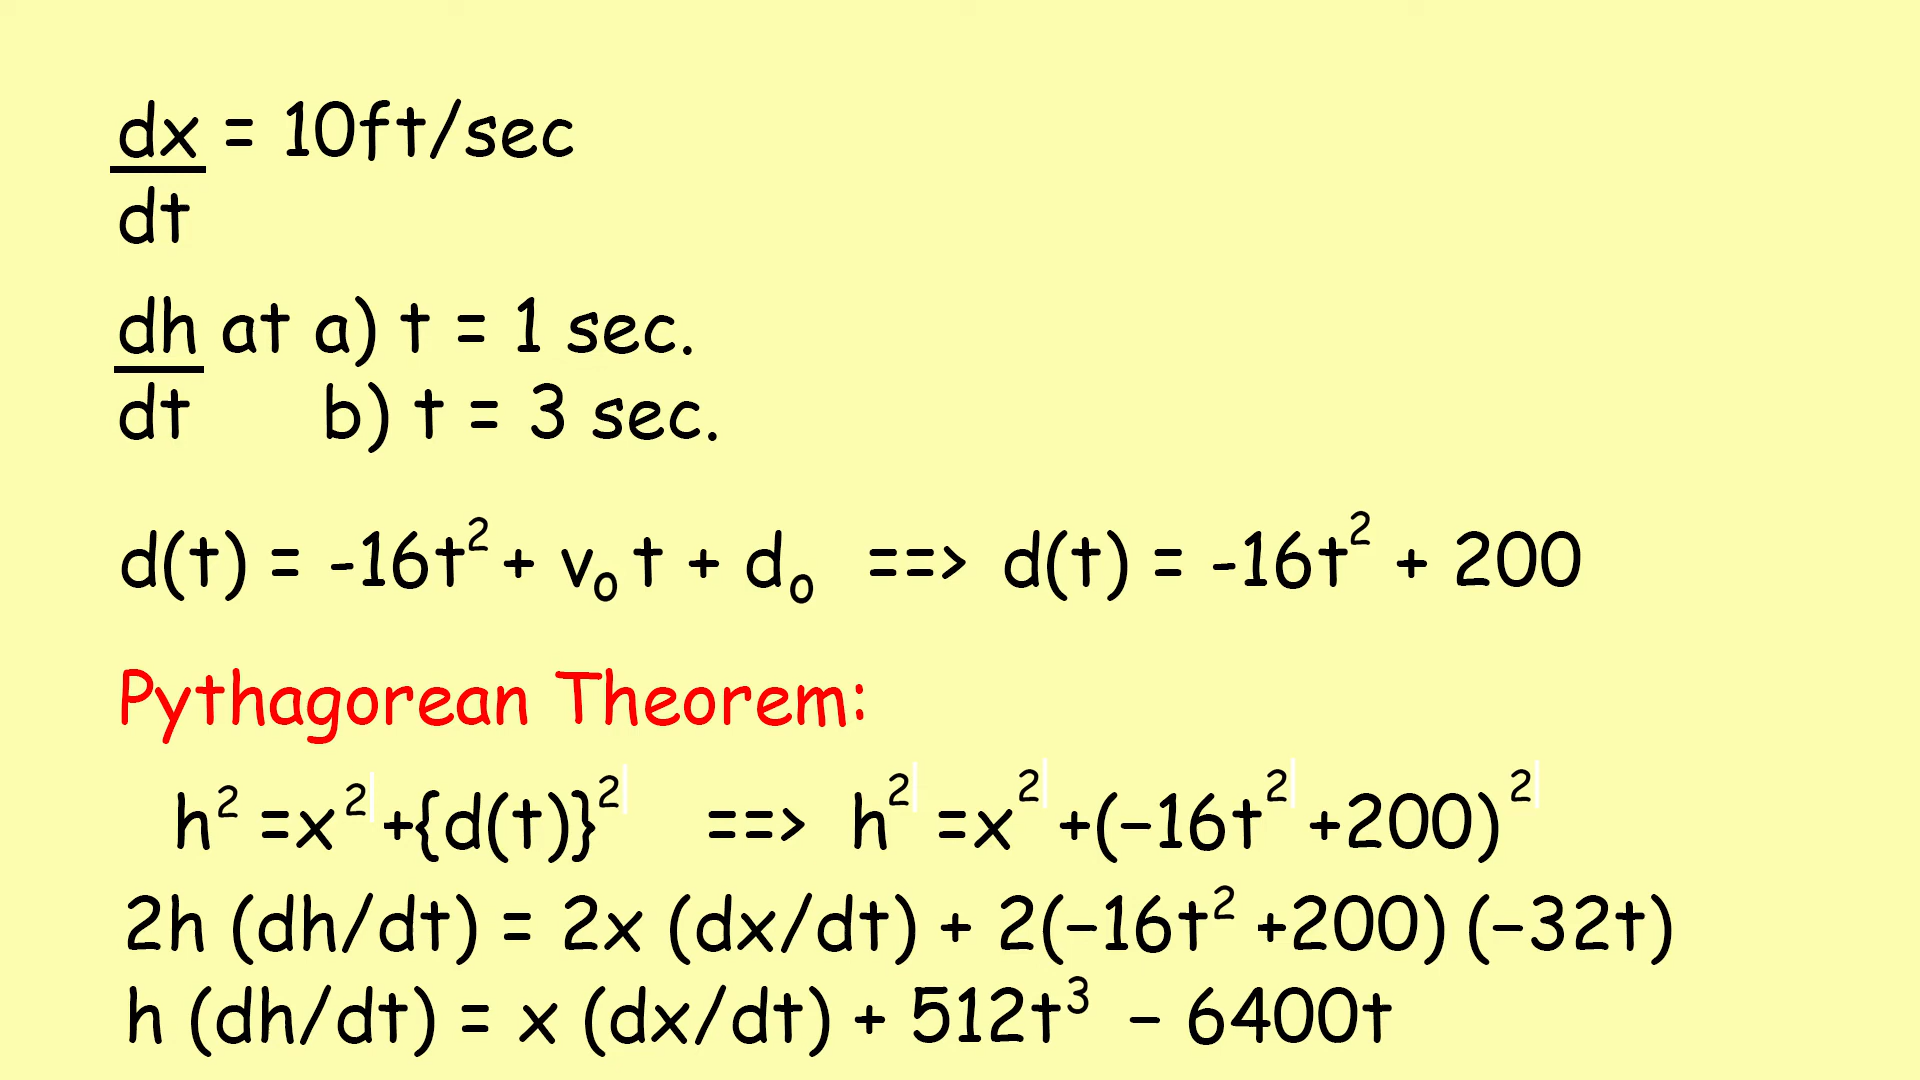 dx = 10ft/sec
dt
dh at a) t = 1 sec.
dt b) t = 3 sec.
d(t) = -16t² + v₀ t + d₀ ==> d(t) = -16t² + 200
Pythagorean Theorem:
h² =x² +{d(t)}² ==> h² =x² +(–16t² +200)²
2h (dh/dt) = 2x (dx/dt) + 2(–16t² +200) (–32t)
h (dh/dt) = x (dx/dt) + 512t³ – 6400t